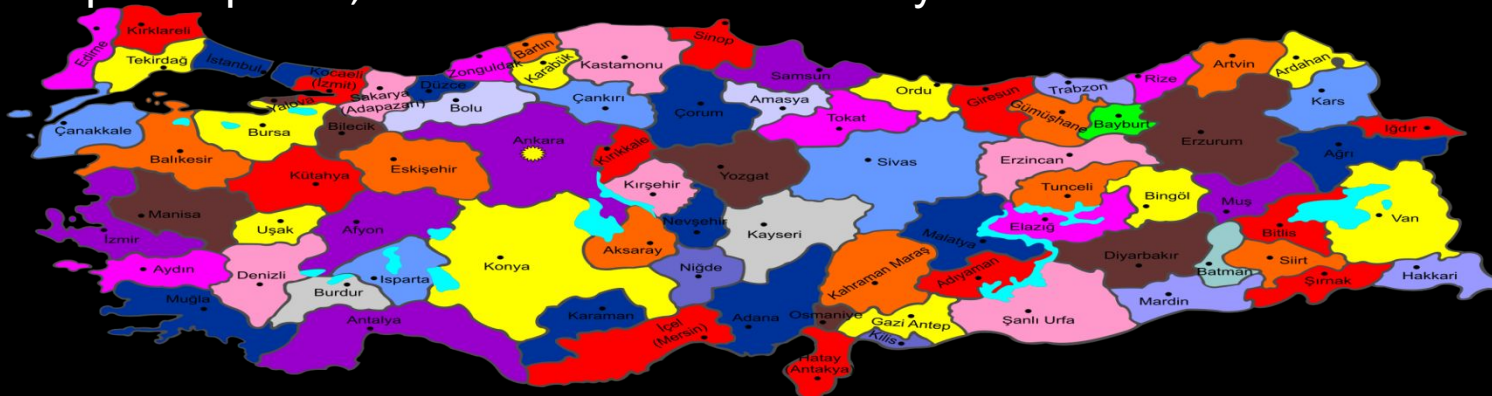 Edirne
Kırklareli
Tekirdağ
İstanbul
Kocaeli
(İzmit)
Yalova
Sakarya
(Adapazarı)
Düzce
Bolu
Zonguldak
Bartın
Karabük
Kastamonu
Sinop
Çankırı
Samsun
Çorum
Amasya
Ordu
Tokat
Giresun
Gümüşhane
Trabzon
Rize
Bayburt
Artvin
Ardahan
Kars
Iğdır
Ağrı
Erzurum
Çanakkale
Balıkesir
Bursa
Bilecik
Kütahya
Eskişehir
Ankara
Kırıkkale
Kırşehir
Yozgat
Sivas
Erzincan
Tunceli
Bingöl
Muş
Bitlis
Van
Manisa
İzmir
Uşak
Afyon
Konya
Aksaray
Nevşehir
Kayseri
Niğde
Malatya
Elazığ
Diyarbakır
Batman
Siirt
Şırnak
Hakkari
Aydın
Denizli
Muğla
Burdur
Isparta
Antalya
Karaman
İçel
(Mersin)
Adana
Osmaniye
Kahraman Maraş
Adıyaman
Gazi Antep
Kilis
Hatay
(Antakya
Şanlı Urfa
Mardin